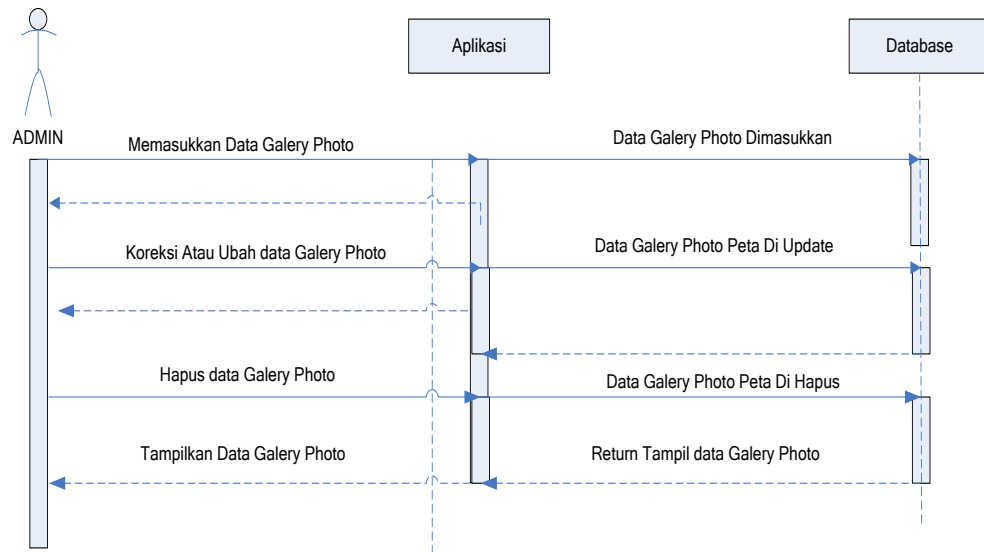 Aplikasi
Database
ADMIN
Memasukkan Data Galery Photo
Data Galery Photo Dimasukkan
Koreksi Atau Ubah data Galery Photo
Data Galery Photo Peta Di Update
Hapus data Galery Photo
Data Galery Photo Peta Di Hapus
Tampilkan Data Galery Photo
Return Tampil data Galery Photo